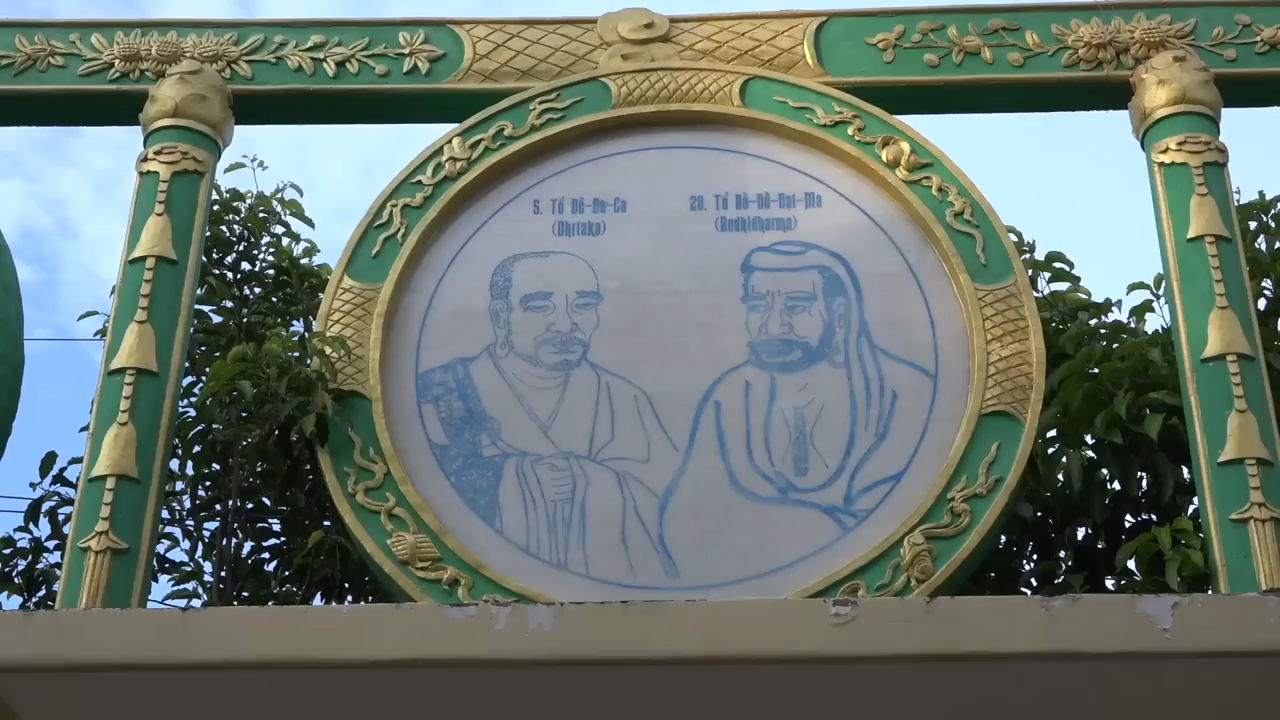 5. Tổ Đề-Đa-Ca
(Dhrtaka)
28. Tổ Bồ-Đề-Đạt-Ma
(Bodhidharma)